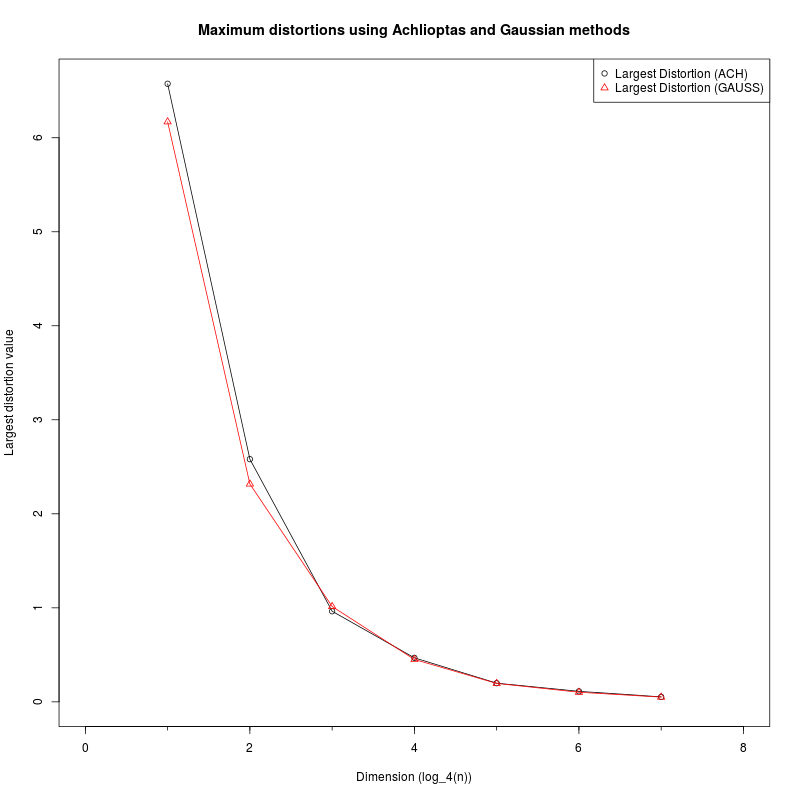 Maximum distortions using Achlioptas and Gaussian methods
Largest Distortion (ACH)
Largest Distortion (GAUSS)
Largest distortion value
6
5
4
3
2
1
0
0 2 4 6 8
Dimension (log_4(n))